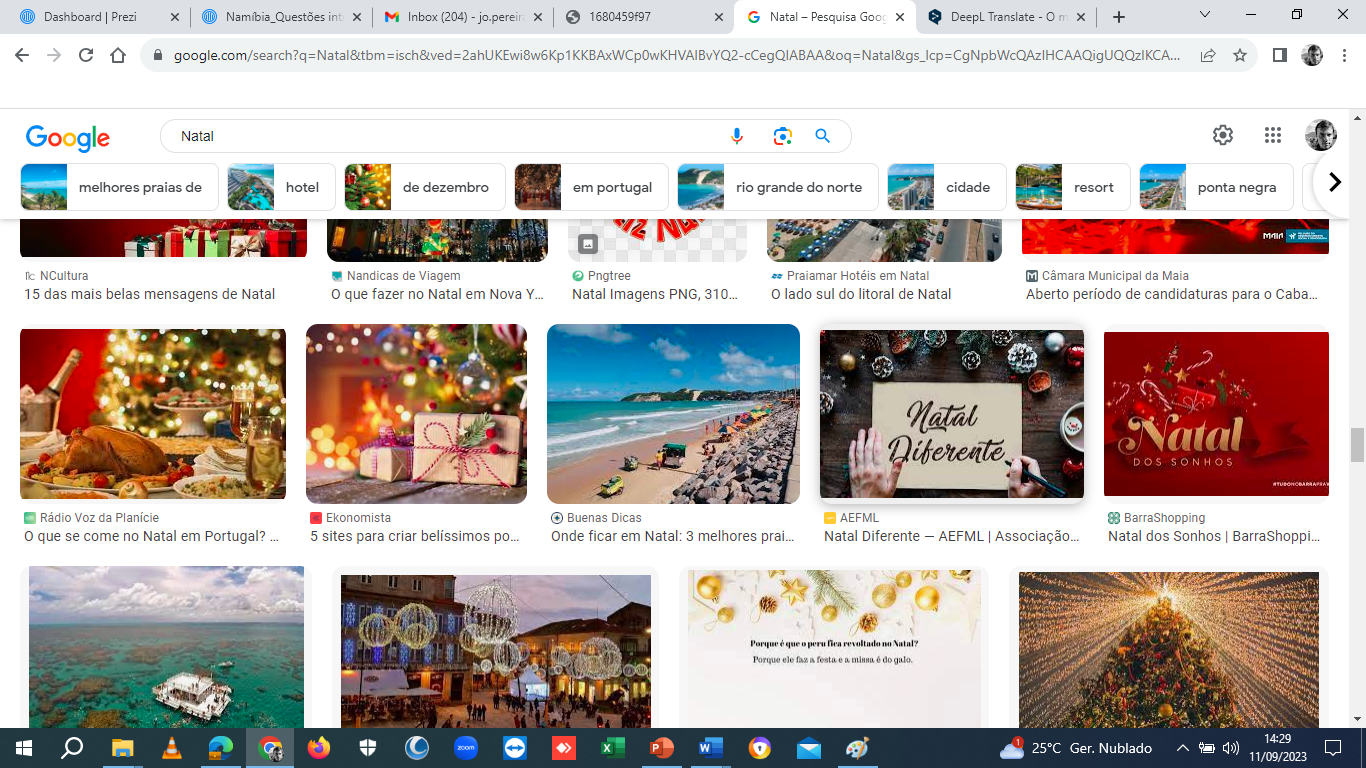 Dashboard | Prezi
Namíbia_Questões int
Inbox (204) - jo.pereira
1680459f97
Natal – Pesquisa Goog
DeepL Translate - O m
google.com/search?q=Natal&tbm=isch&ved=2ahUKEwi8w6Kp1KKBAxWCp0wKHVAlBvYQ2-cCegQIABAA&oq=Natal&gs_lcp=CgNpbWcQAzIHCAAQigUQQzIKCA...
Google
Natal
melhores praias de
hotel
de dezembro
em portugal
rio grande do norte
cidade
resort
ponta negra
MAIA
NCultura
Nandicas de Viagem
Pngtree
Praiamar Hotéis em Natal
Câmara Municipal da Maia
15 das mais belas mensagens de Natal
O que fazer no Natal em Nova Y...
Natal Imagens PNG, 310...
O lado sul do litoral de Natal
Aberto período de candidaturas para o Caba...
Natal
Diferente
Natal
DOS SONHOS
Rádio Voz da Planície
Ekonomista
Buenas Dicas
AEFML
BarraShopping
O que se come no Natal em Portugal? ...
5 sites para criar belíssimos po...
Onde ficar em Natal: 3 melhores prai...
Natal Diferente — AEFML | Associação...
Natal dos Sonhos | BarraShoppi...
Porque é que o peru fica revoltado no Natal?
Porque ele faz a festa e a missa é do galo.
zoom
1
25°C Ger. Nublado
14:29
11/09/2023